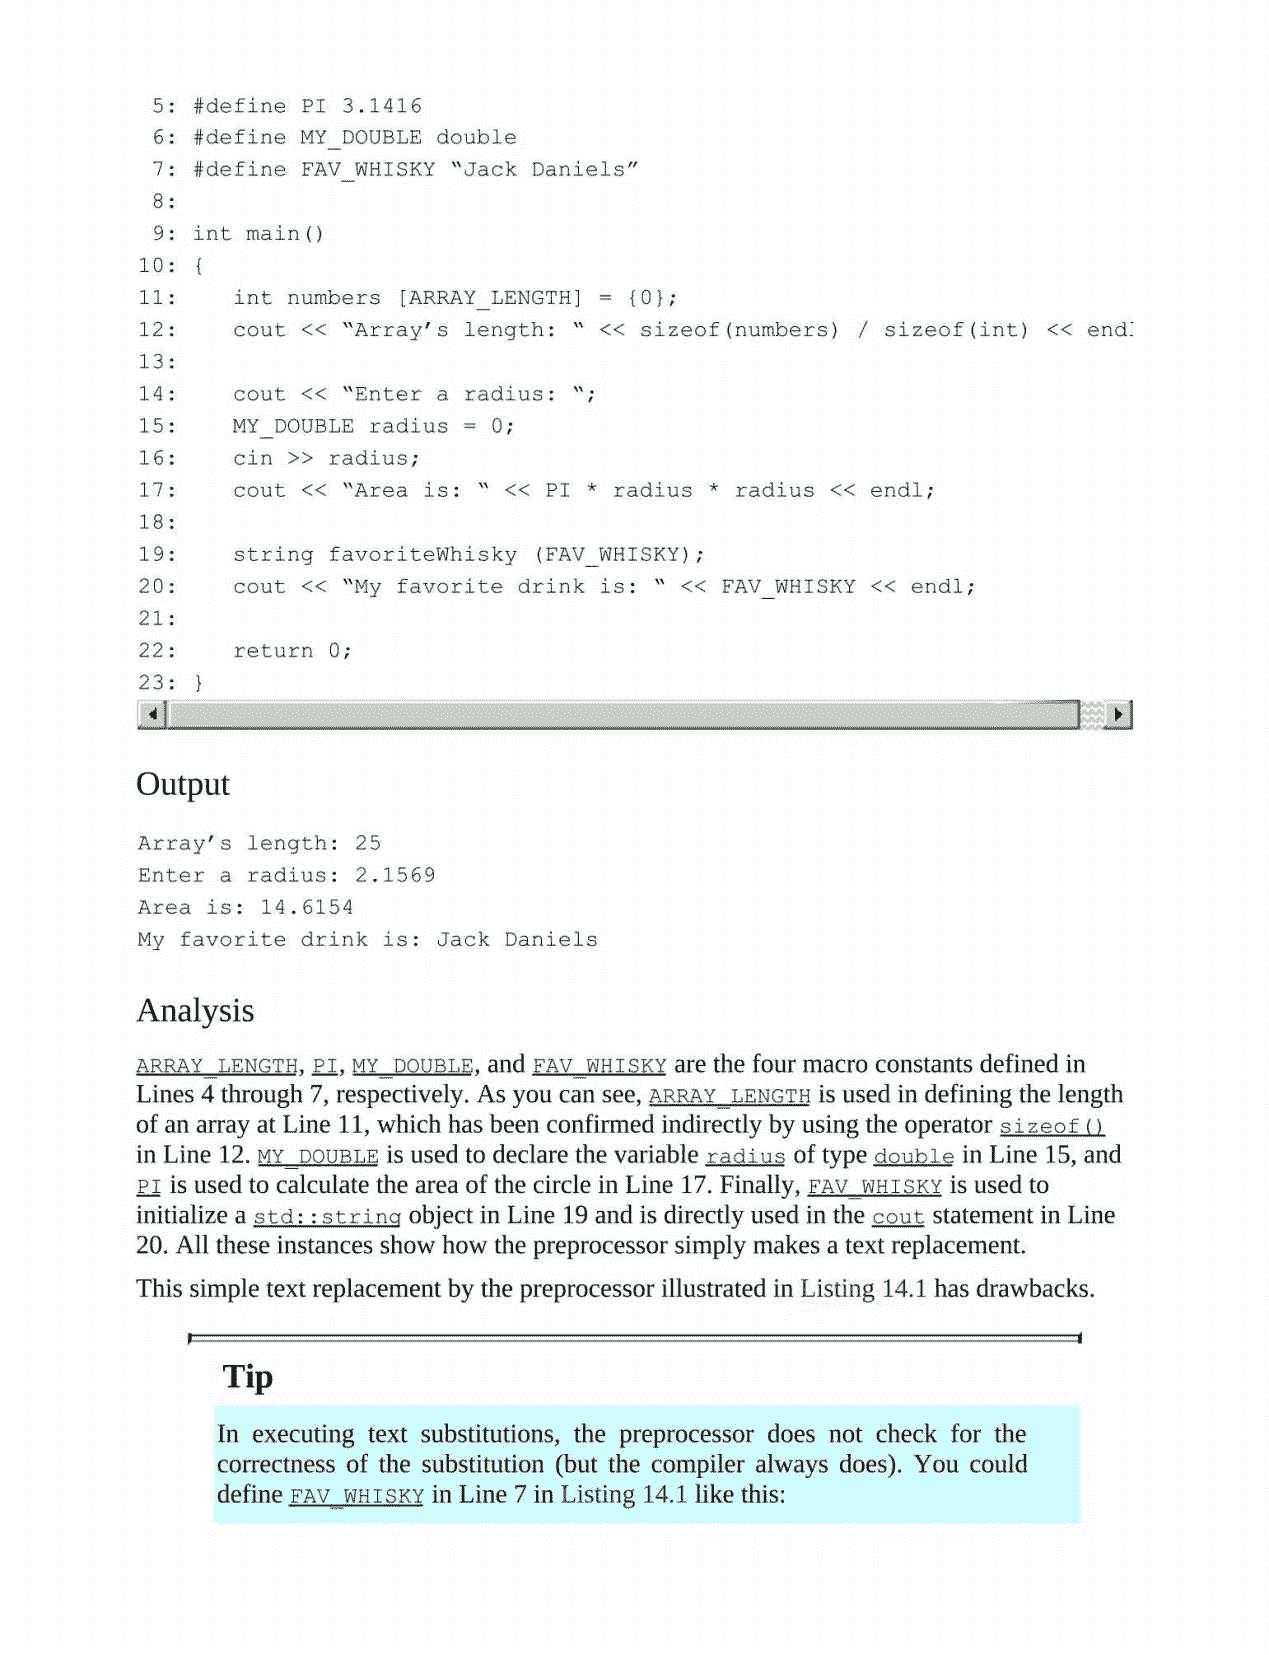 5: #define PI 3.1416
6: #define MY_DOUBLE double
7: #define FAV_WHISKY “Jack Daniels”
8:
9: int main()
10: {
11:    int numbers [ARRAY_LENGTH] = {0};
12:    cout << “Array’s length: “ << sizeof(numbers) / sizeof(int) << end
13:
14:    cout << “Enter a radius: “;
15:    MY_DOUBLE radius = 0;
16:    cin >> radius;
17:    cout << “Area is: “ << PI * radius * radius << endl;
18:
19:    string favoriteWhisky (FAV_WHISKY);
20:    cout << “My favorite drink is: “ << FAV_WHISKY << endl;
21:
22:    return 0;
23: }
Output
Array’s length: 25
Enter a radius: 2.1569
Area is: 14.6154
My favorite drink is: Jack Daniels
Analysis
ARRAY_LENGTH, PI, MY_DOUBLE, and FAV_WHISKY are the four macro constants defined in
Lines 4 through 7, respectively. As you can see, ARRAY_LENGTH is used in defining the length
of an array at Line 11, which has been confirmed indirectly by using the operator sizeof()
in Line 12. MY_DOUBLE is used to declare the variable radius of type double in Line 15, and
PI is used to calculate the area of the circle in Line 17. Finally, FAV_WHISKY is used to
initialize a std::string object in Line 19 and is directly used in the cout statement in Line
20. All these instances show how the preprocessor simply makes a text replacement.
This simple text replacement by the preprocessor illustrated in Listing 14.1 has drawbacks.
Tip
In executing text substitutions, the preprocessor does not check for the
correctness of the substitution (but the compiler always does). You could
define FAV_WHISKY in Line 7 in Listing 14.1 like this: